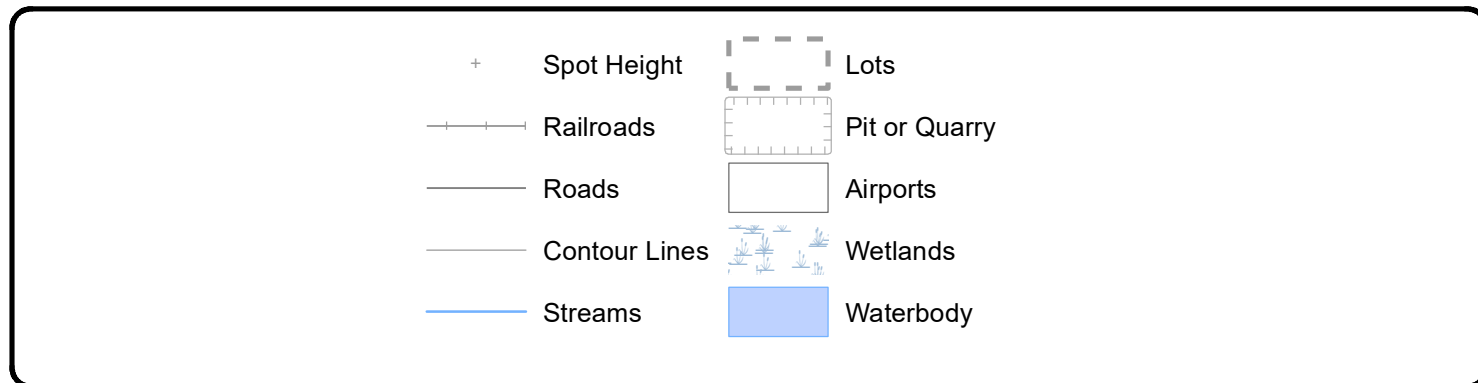 Spot Height
Railroads
Roads
Contour Lines
Streams
Lots
Pit or Quarry
Airports
Wetlands
Waterbody